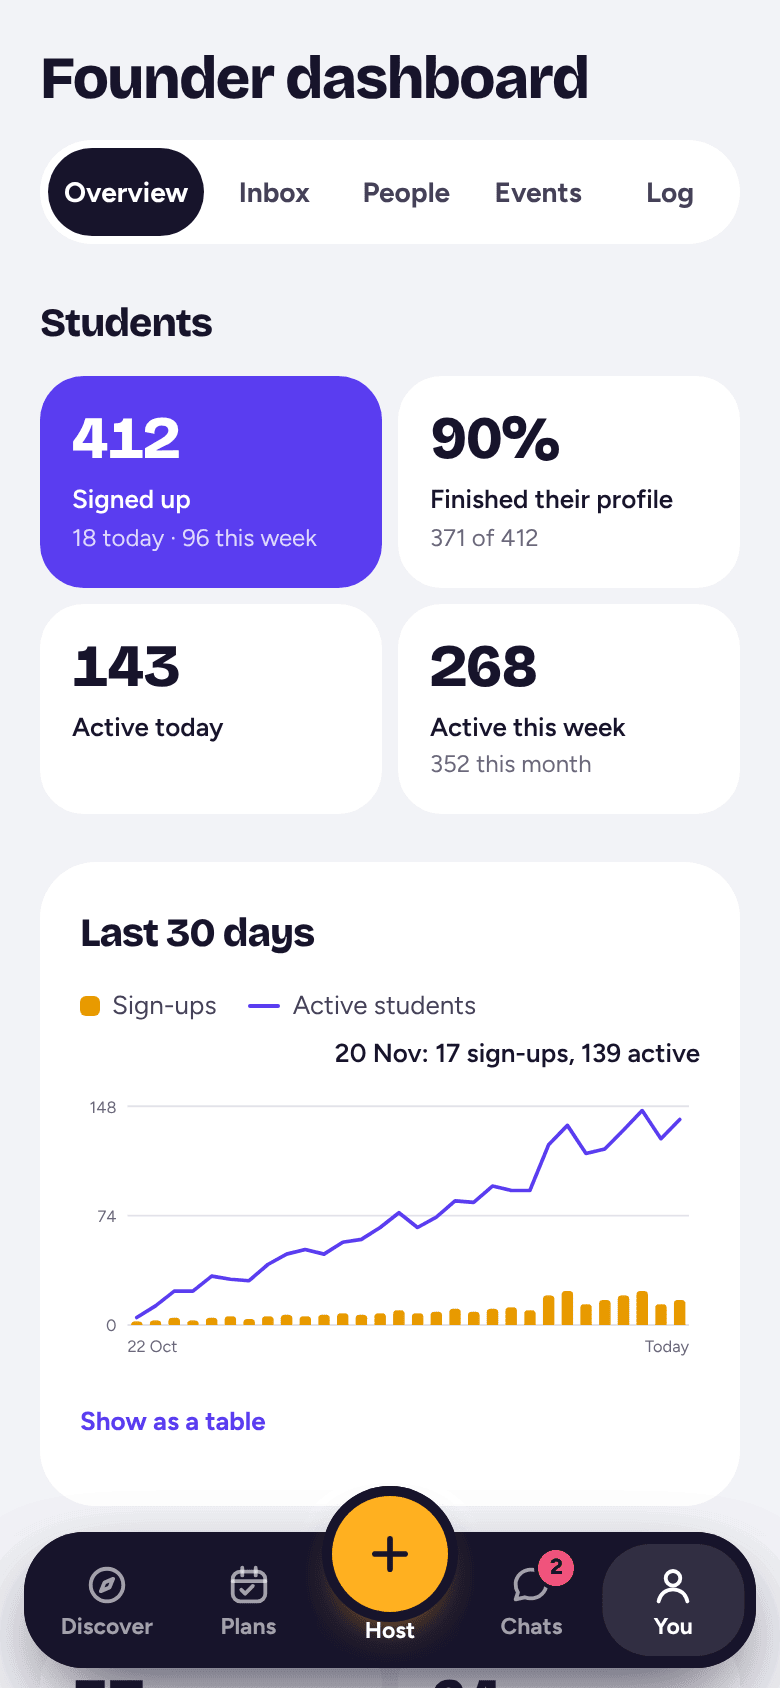 Founder dashboard
Overview Inbox People Events Log
Students
412
Signed up
18 today · 96 this week
90%
Finished their profile
371 of 412
143
Active today
268
Active this week
352 this month
Last 30 days
Sign-ups Active students
20 Nov: 17 sign-ups, 139 active
148
74
0
22 Oct Today
Show as a table
Discover Plans Host Chats 2 You